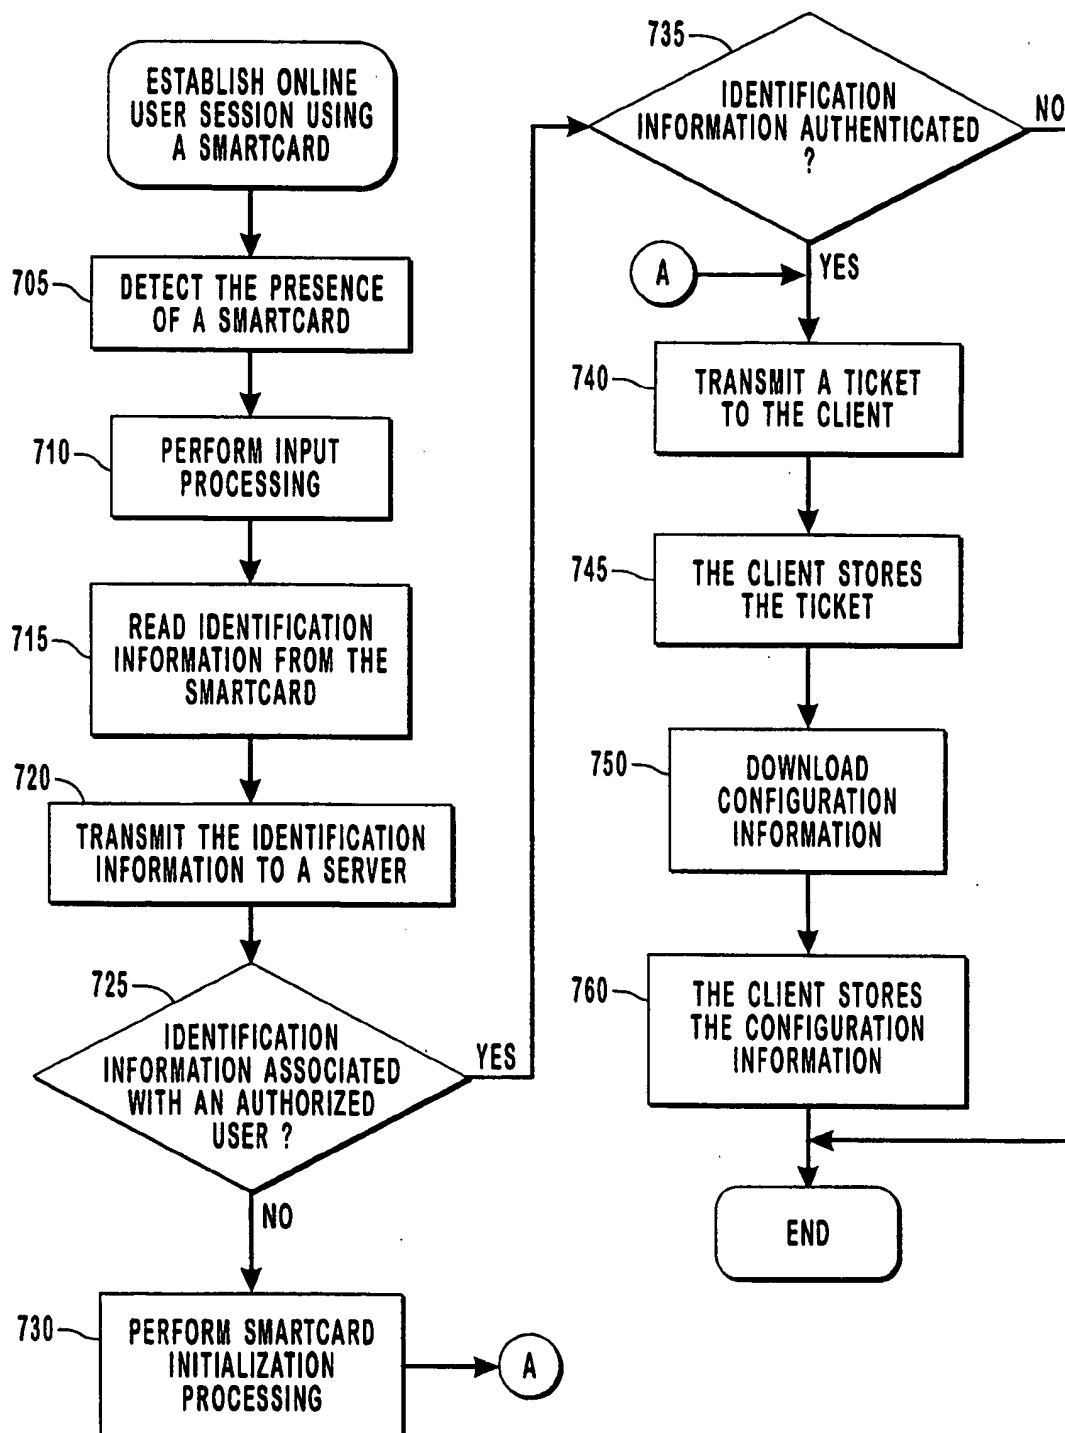 ESTABLISH ONLINE
USER SESSION USING
A SMARTCARD
705
DETECT THE PRESENCE
OF A SMARTCARD
710
PERFORM INPUT
PROCESSING
715
READ IDENTIFICATION
INFORMATION FROM THE
SMARTCARD
720
TRANSMIT THE IDENTIFICATION
INFORMATION TO A SERVER
725
IDENTIFICATION
INFORMATION ASSOCIATED
WITH AN AUTHORIZED
USER ?
YES
NO
730
PERFORM SMARTCARD
INITIALIZATION
PROCESSING
A
735
IDENTIFICATION
INFORMATION AUTHENTICATED
?
NO
A
YES
740
TRANSMIT A TICKET
TO THE CLIENT
745
THE CLIENT STORES
THE TICKET
750
DOWNLOAD
CONFIGURATION
INFORMATION
760
THE CLIENT STORES
THE CONFIGURATION
INFORMATION
END